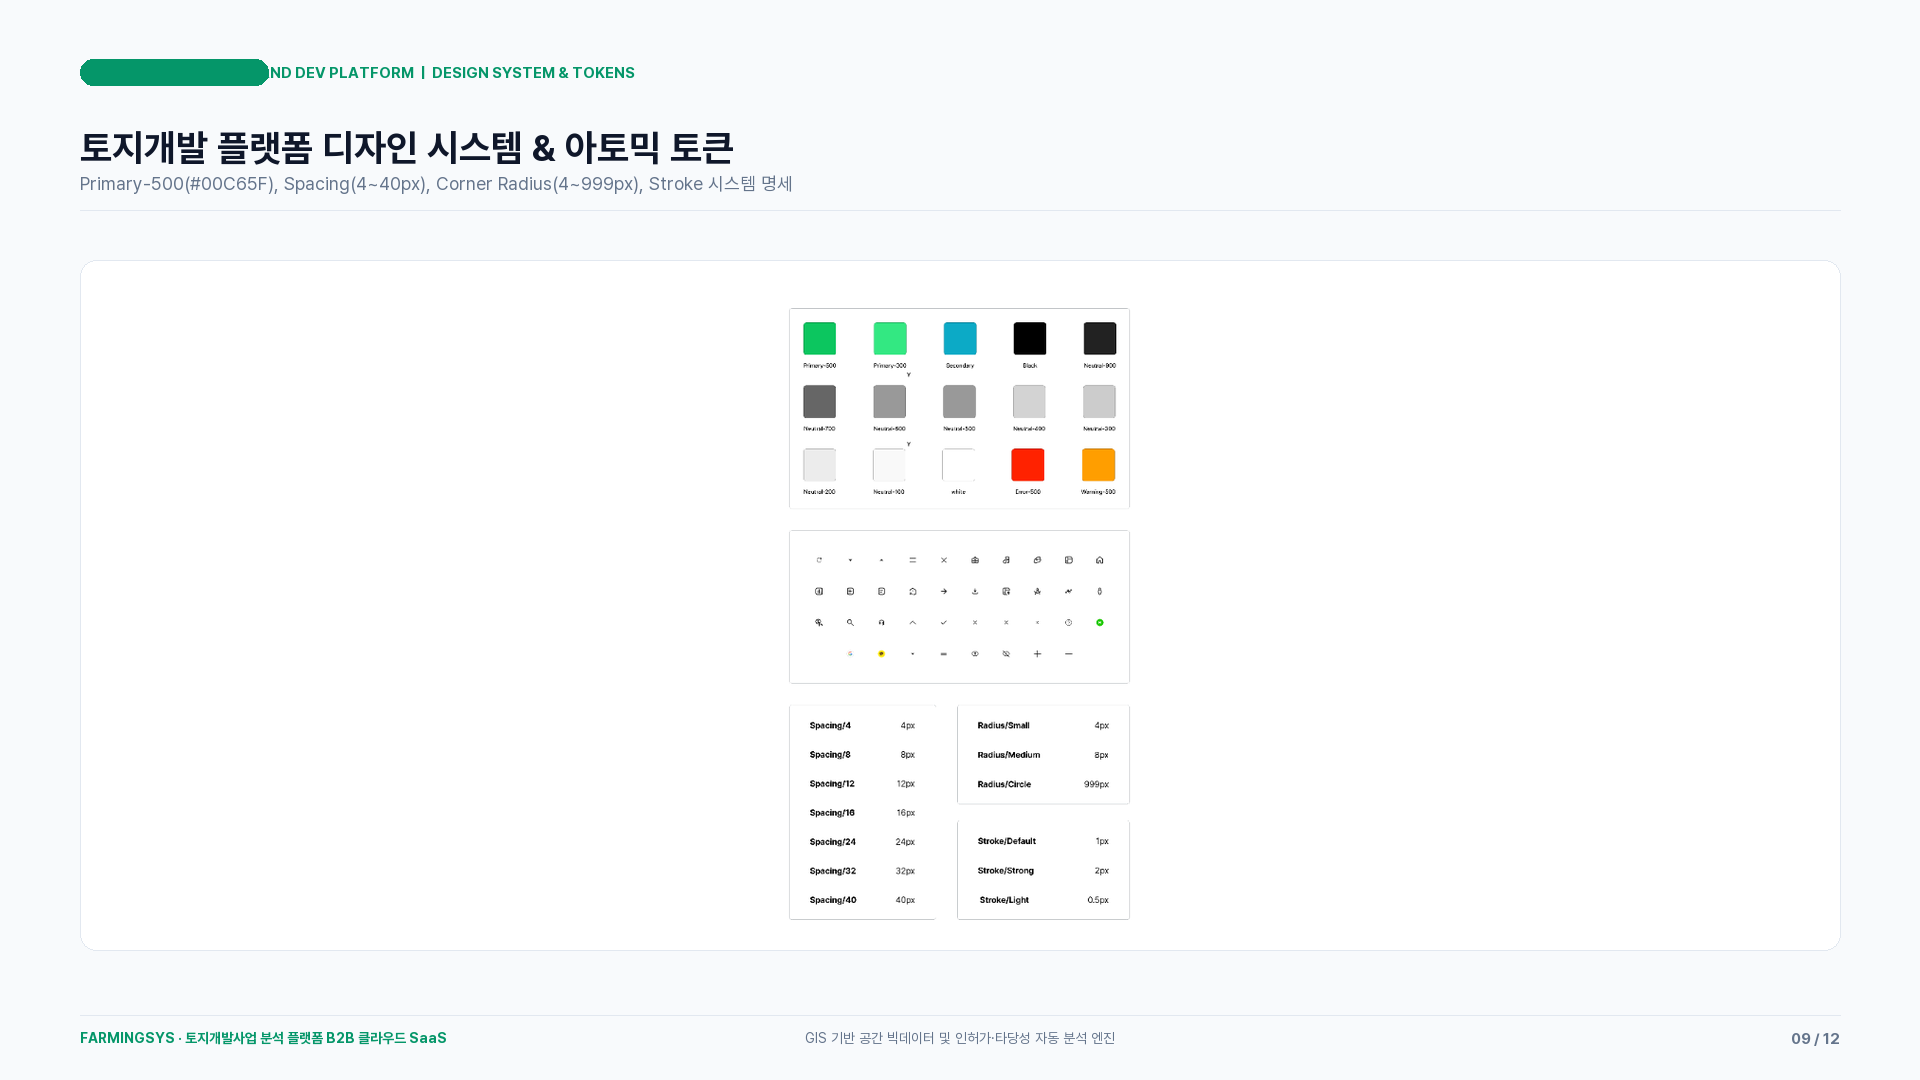 ND DEV PLATFORM | DESIGN SYSTEM & TOKENS
토지개발 플랫폼 디자인 시스템 & 아토믹 토큰
Primary-500(#00C65F), Spacing(4~40px), Corner Radius(4~999px), Stroke 시스템 명세
Primary-500 Primary-300 Secondary Black Neutral-900
Y
Neutral-700 Neutral-600 Neutral-500 Neutral-400 Neutral-300
Y
Neutral-200 Neutral-100 white Error-500 Warning-500
Spacing/4 4px
Spacing/8 8px
Spacing/12 12px
Spacing/16 16px
Spacing/24 24px
Spacing/32 32px
Spacing/40 40px
Radius/Small 4px
Radius/Medium 8px
Radius/Circle 999px
Stroke/Default 1px
Stroke/Strong 2px
Stroke/Light 0.5px
FARMINGSYS · 토지개발사업 분석 플랫폼 B2B 클라우드 SaaS
GIS 기반 공간 빅데이터 및 인허가·타당성 자동 분석 엔진
09 / 12